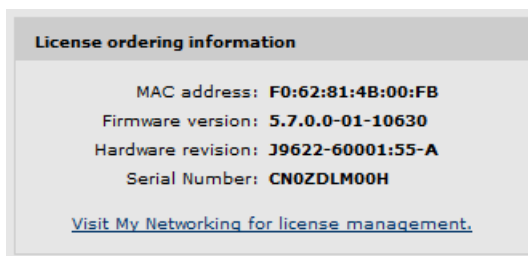 License ordering information
MAC address: F0:62:81:4B:00:FB
Firmware version: 5.7.0.0-01-10630
Hardware revision: J9622-60001:55-A
Serial Number: CN0ZDLM00H
Visit My Networking for license management.